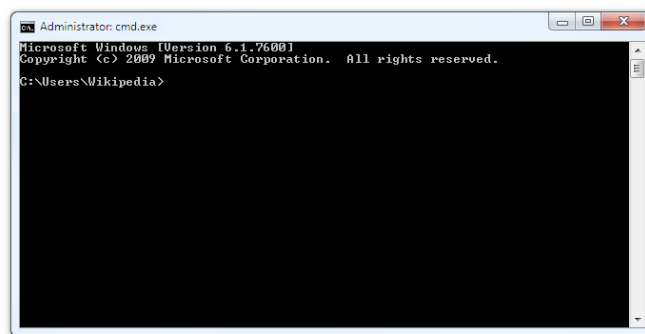 Administrator: cmd.exe
Microsoft Windows [Version 6.1.7600]
Copyright (c) 2009 Microsoft Corporation.  All rights reserved.
C:\Users\Wikipedia>